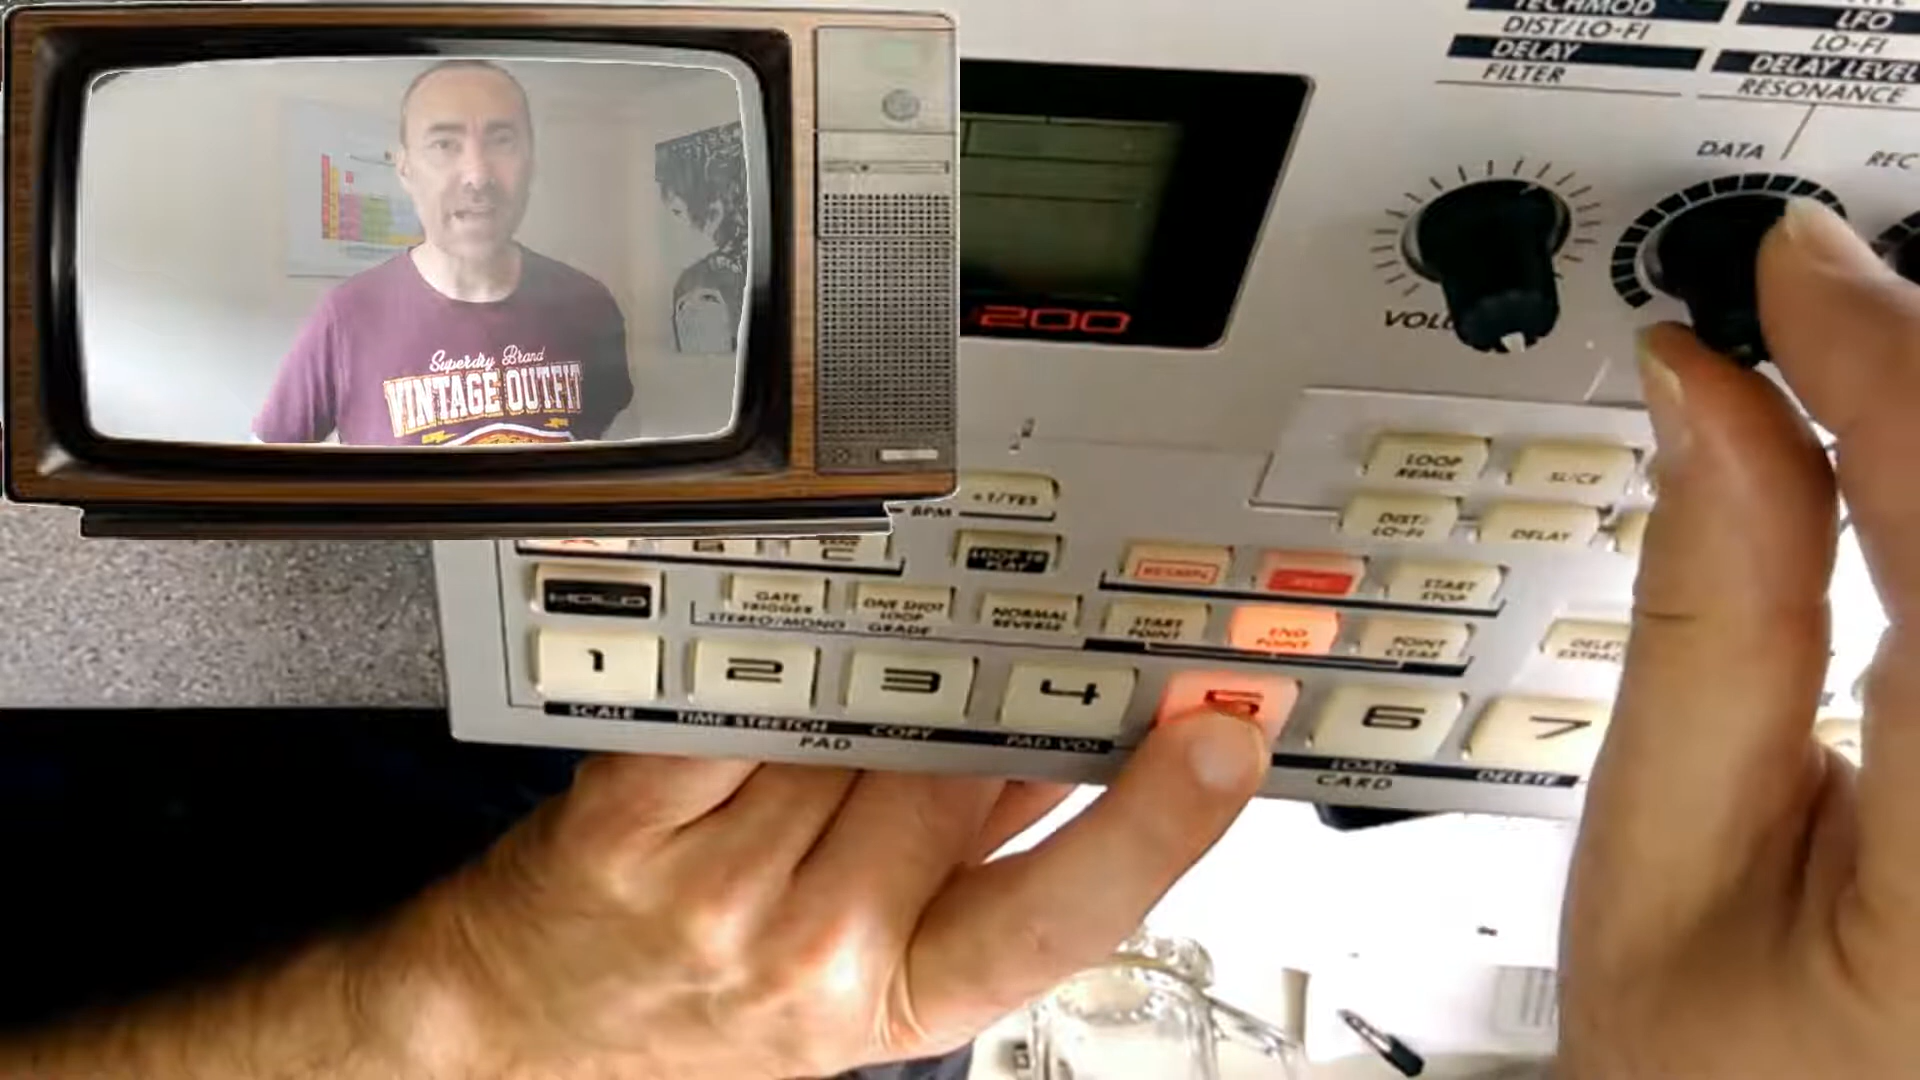 TECHMOD
DIST/LO-FI
DELAY
FILTER
LFO
LO-FI
DELAY LEVEL
RESONANCE
DATA
REC
VOL
200
Superdry Brand
VINTAGE OUTFIT
LOOP
REMIX
SLICE
DIST
LO-FI
DELAY
+1/YES
BPM
HOLD
GATE
TRIGGER
STEREO/MONO
ONE SHOT
LOOP
GRADE
NORMAL
REVERSE
START
POINT
END
POINT
POINT
CLEAR
START
STOP
1
2
3
4
5
6
7
SCALE
TIME STRETCH
COPY
PAD VOL
PAD
LOAD
CARD
DELETE